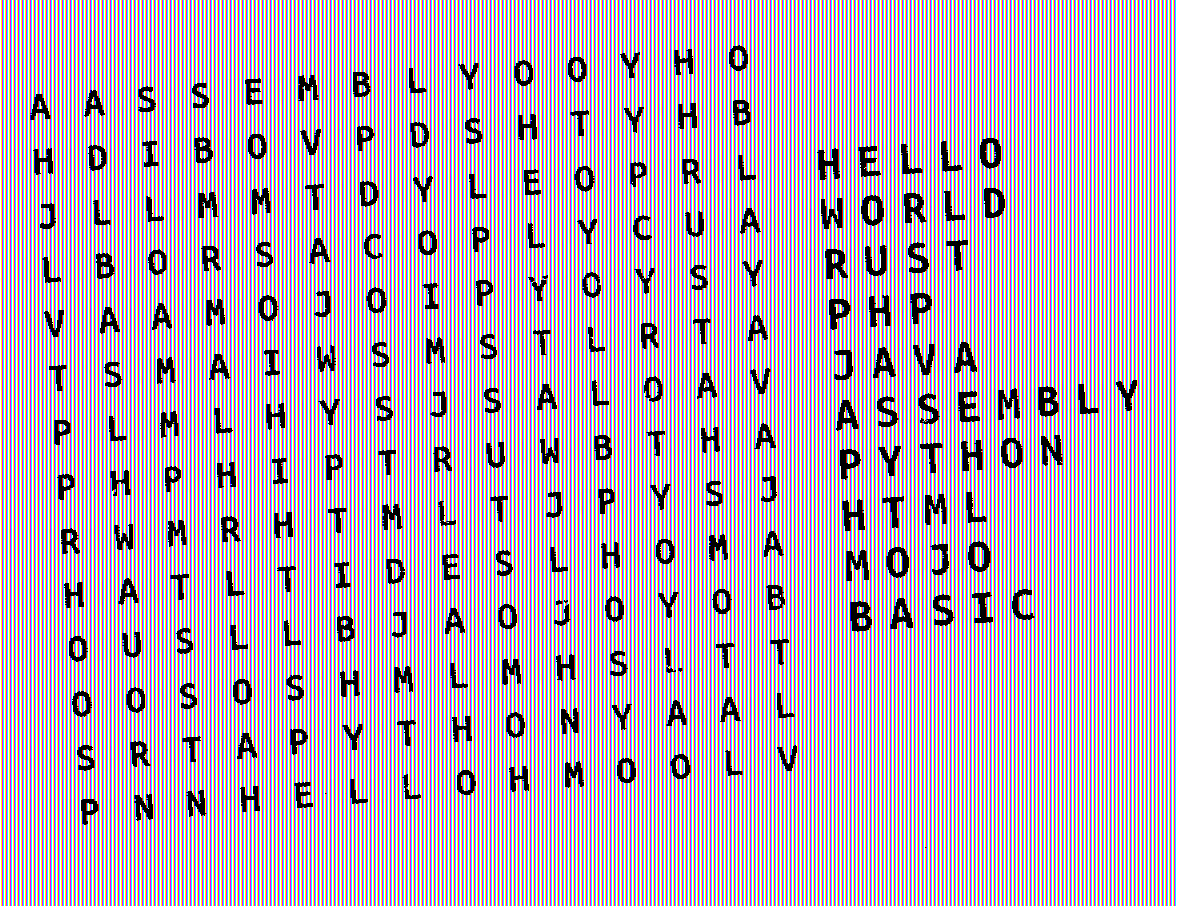 A A S S E M B L Y O O Y H O
H D I B O V P D S H T Y H B
J L L M M T D Y L E O P R L
L B O R S A C O P L Y C U A
V A A M O J O I P Y O Y S Y
T S M A I W S M S T L R T A
P L M L H Y S J S A L O A V
P H P H I P T R U W B T H A
R W M R H T M L T J P Y S J
H A T L T I D E S L H O M A
O U S L L B J A O J O Y O B
O O S O S H M L M H S L T T
S R T A P Y T H O N Y A A L
P N N H E L L O H M O O L V
HELLO
WORLD
RUST
PHP
JAVA
ASSEMBLY
PYTHON
HTML
MOJO
BASIC